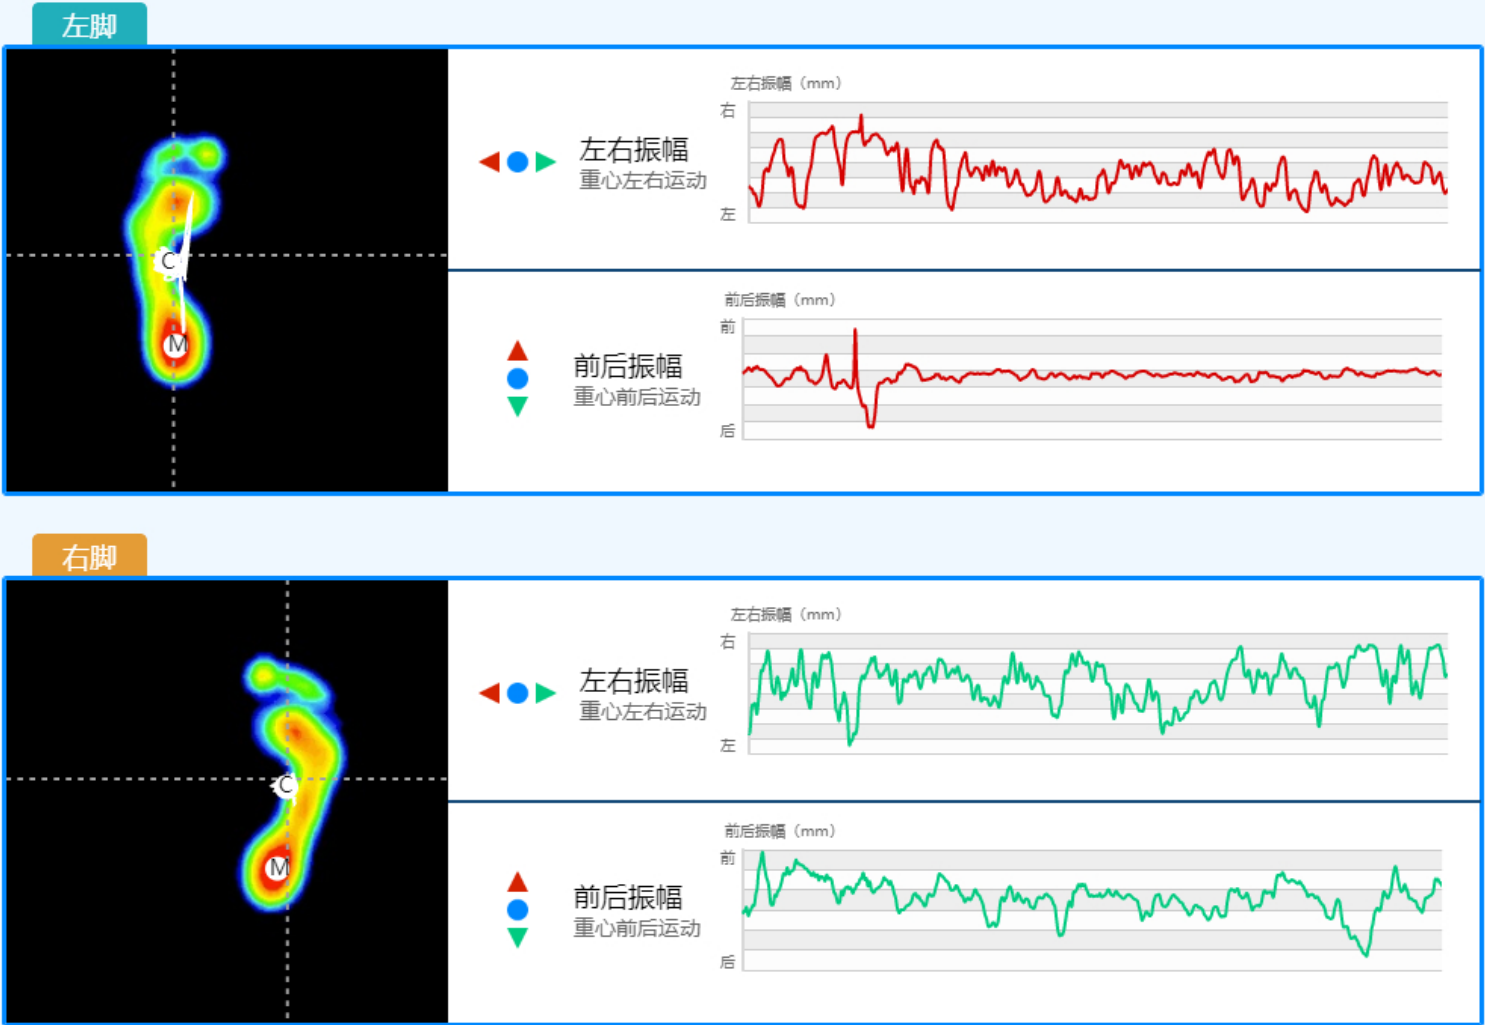 左脚
左右振幅（mm）
右
左右振幅
重心左右运动
左
C
M
前后振幅（mm）
前
前后振幅
重心前后运动
后
右脚
左右振幅（mm）
右
左右振幅
重心左右运动
左
C
M
前后振幅（mm）
前
前后振幅
重心前后运动
后